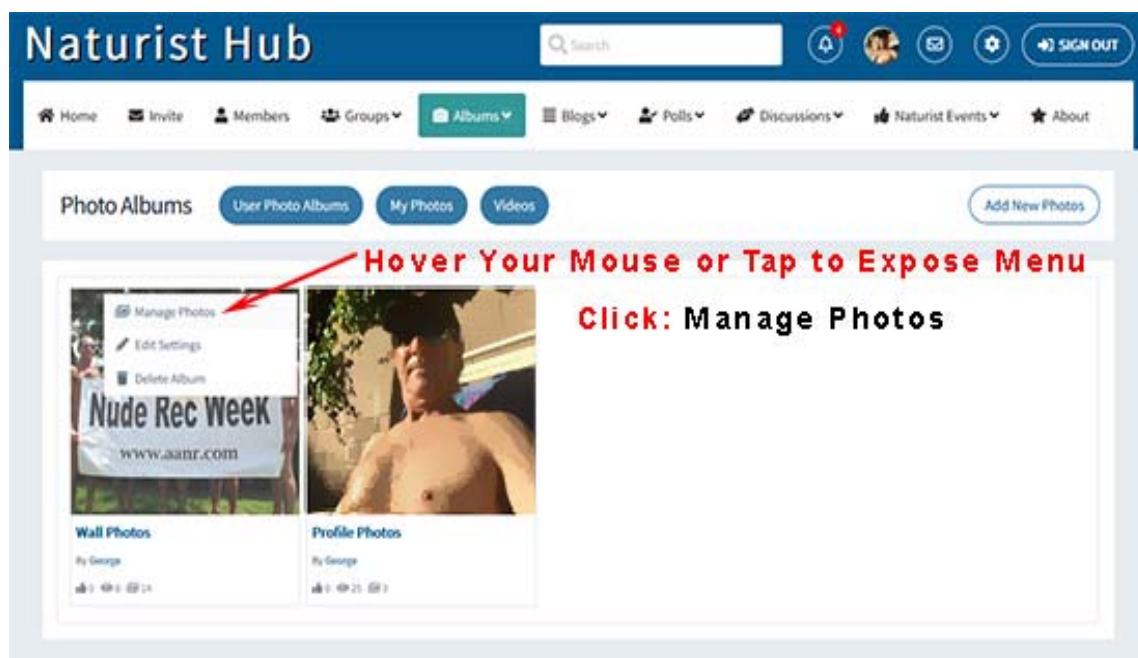 Naturist Hub
Search
SIGN OUT
Home Invite Members Groups Albums Blogs Polls Discussions Naturist Events About
Photo Albums User Photo Albums My Photos Videos Add New Photos
Hover Your Mouse or Tap to Expose Menu
Click: Manage Photos
Manage Photos
Edit Settings
Delete Album
Nude Rec Week
www.aanr.com
Wall Photos
By George
Profile Photos
By George